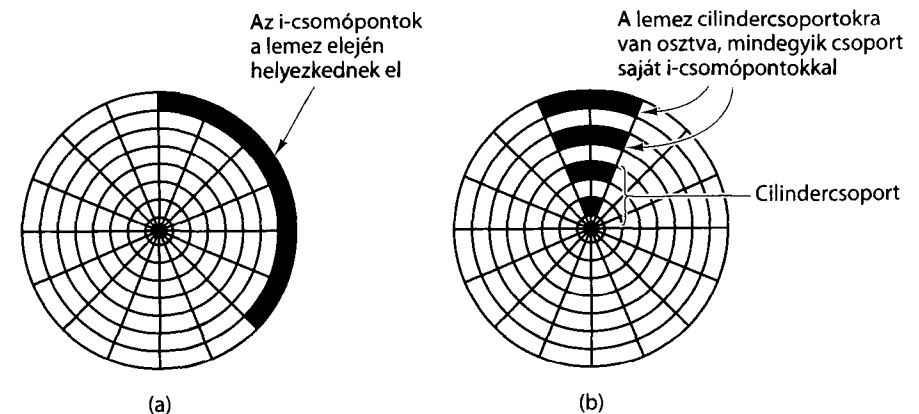 Az i-csomópontok
a lemez elején
helyezkednek el
A lemez cilindercsoportokra
van osztva, mindegyik csoport
saját i-csomópontokkal
Cilindercsoport
(a)
(b)